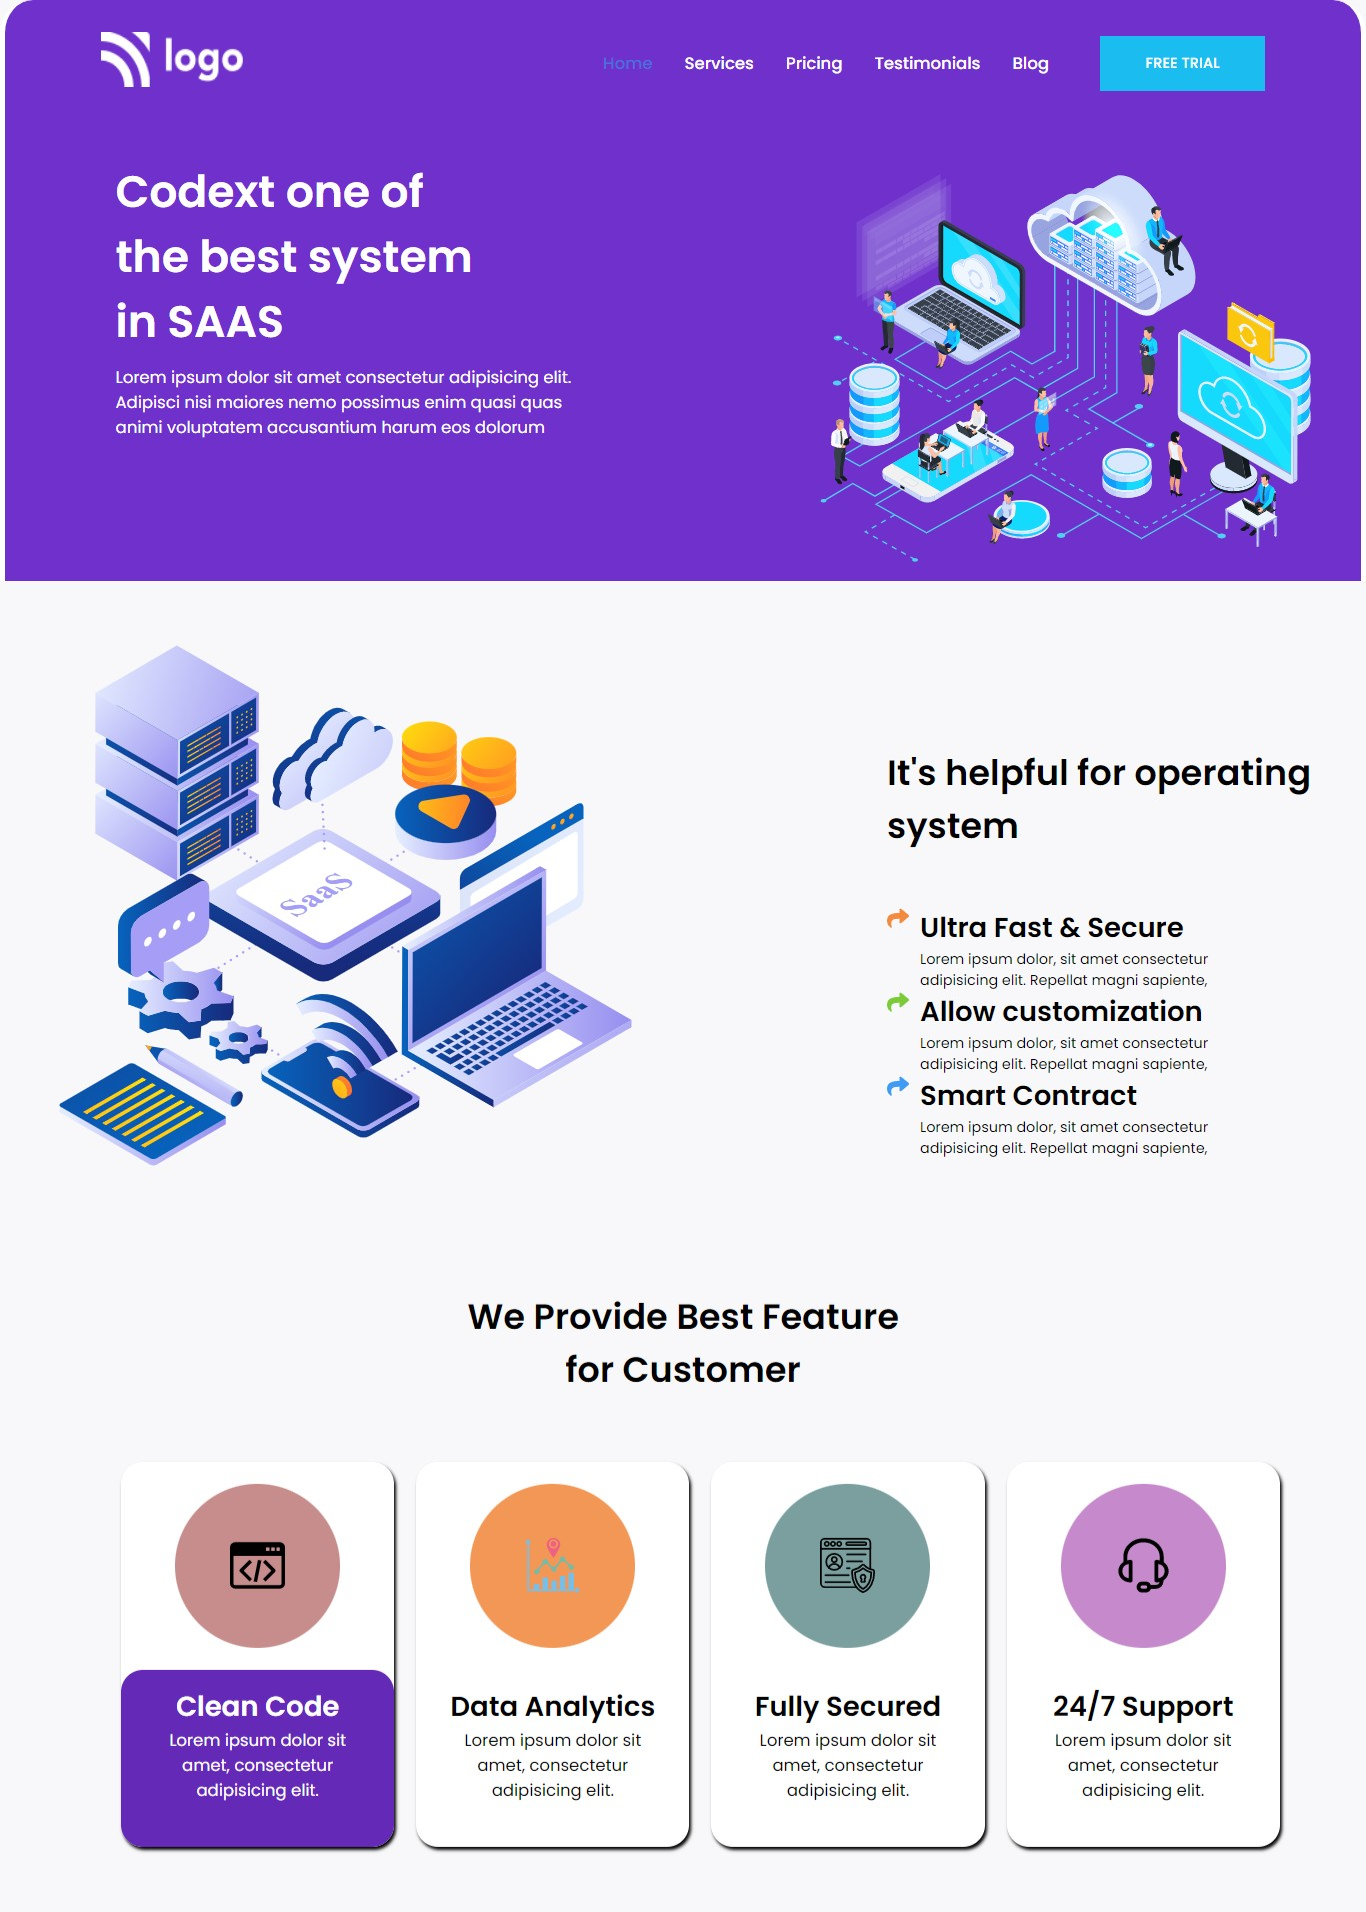 logo
Home Services Pricing Testimonials Blog FREE TRIAL
Codext one of
the best system
in SAAS
Lorem ipsum dolor sit amet consectetur adipisicing elit.
Adipisci nisi maiores nemo possimus enim quasi quas
animi voluptatem accusantium harum eos dolorum
SaaS
It's helpful for operating
system
Ultra Fast & Secure
Lorem ipsum dolor, sit amet consectetur
adipisicing elit. Repellat magni sapiente,
Allow customization
Lorem ipsum dolor, sit amet consectetur
adipisicing elit. Repellat magni sapiente,
Smart Contract
Lorem ipsum dolor, sit amet consectetur
adipisicing elit. Repellat magni sapiente,
We Provide Best Feature
for Customer
Clean Code
Lorem ipsum dolor sit
amet, consectetur
adipisicing elit.
Data Analytics
Lorem ipsum dolor sit
amet, consectetur
adipisicing elit.
Fully Secured
Lorem ipsum dolor sit
amet, consectetur
adipisicing elit.
24/7 Support
Lorem ipsum dolor sit
amet, consectetur
adipisicing elit.